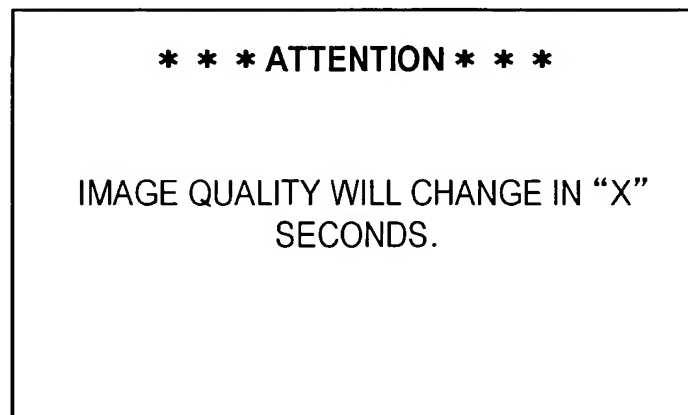 * * * ATTENTION * * *
IMAGE QUALITY WILL CHANGE IN “X”
SECONDS.